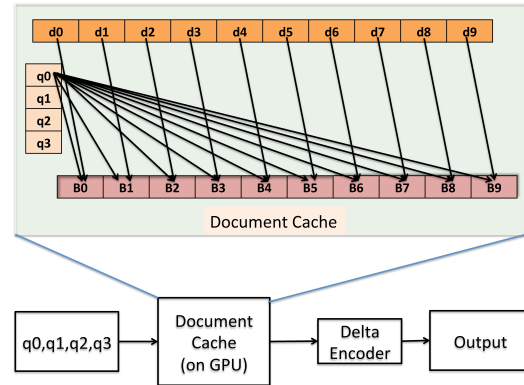 d0 d1 d2 d3 d4 d5 d6 d7 d8 d9
q0
q1
q2
q3
B0 B1 B2 B3 B4 B5 B6 B7 B8 B9
Document Cache
q0,q1,q2,q3
Document
Cache
(on GPU)
Delta
Encoder
Output